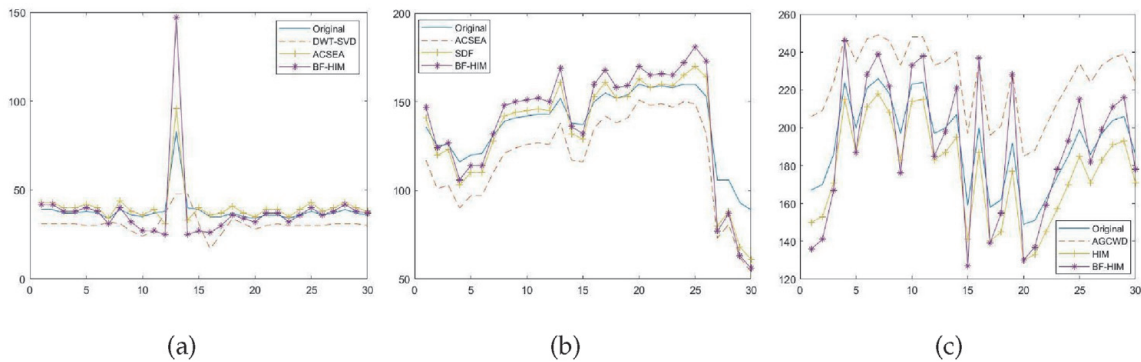 150
100
50
0
0 5 10 15 20 25 30
Original
DWT-SVD
ACSEA
BF-HIM
(a)
200
150
100
50
0 5 10 15 20 25 30
Original
ACSEA
SDF
BF-HIM
(b)
260
240
220
200
180
160
140
120
0 5 10 15 20 25 30
Original
AGCWD
HIM
BF-HIM
(c)